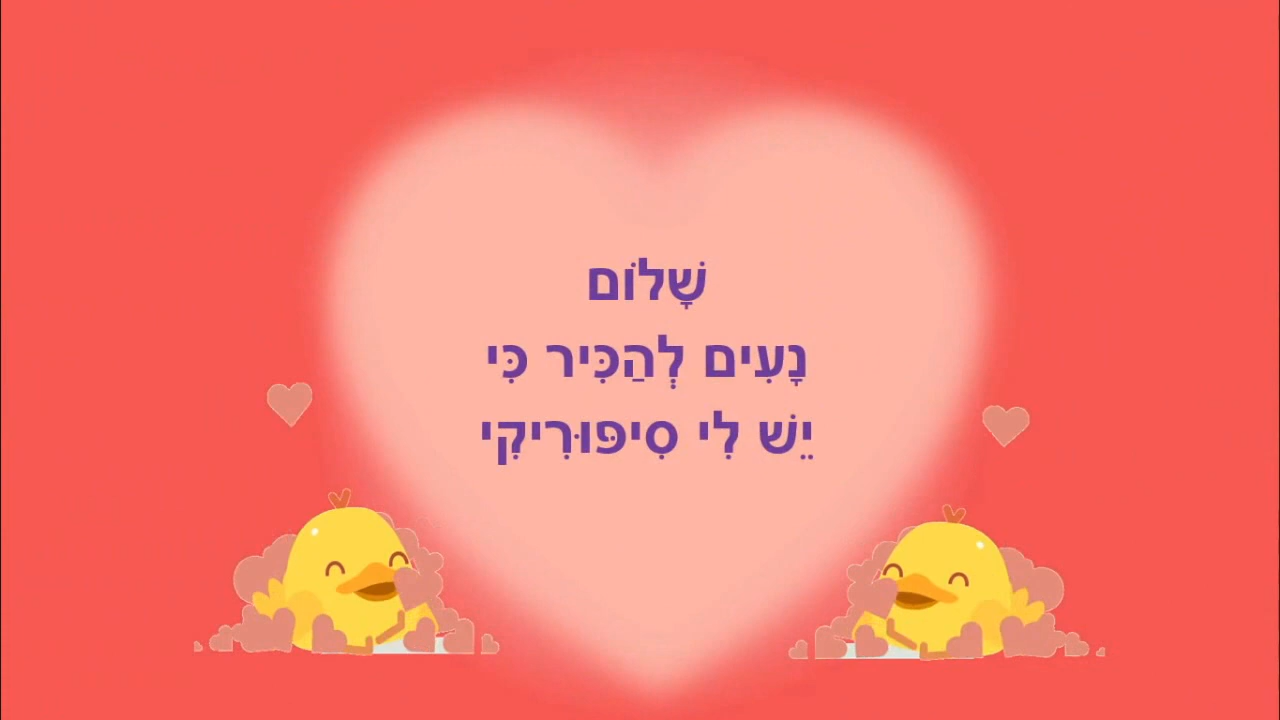 שָׁלוֹם
נָעִים לְהַכִּיר כִּי
יֵשׁ לִי סִיפּוּרִיקִי